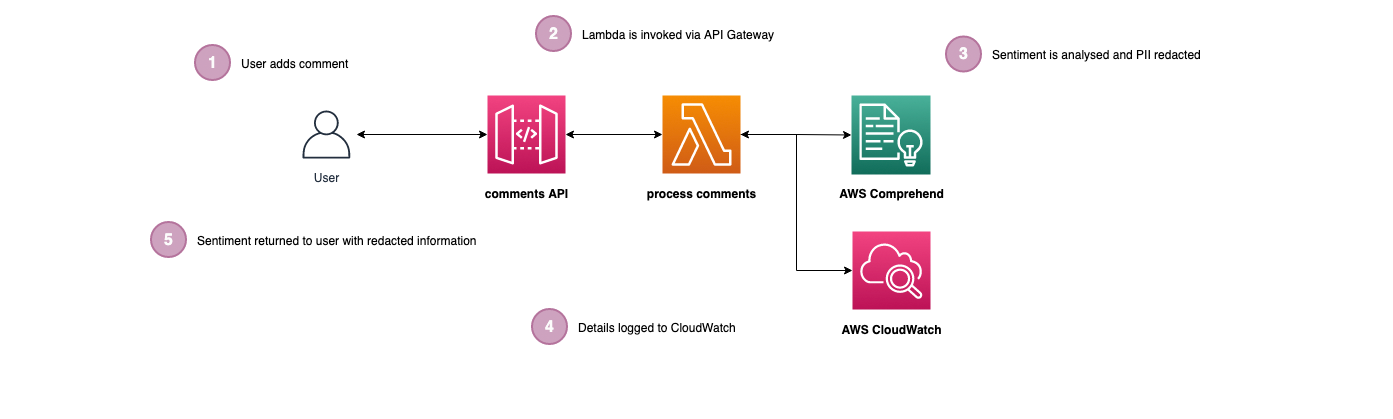 1
User adds comment
2
Lambda is invoked via API Gateway
3
Sentiment is analysed and PII redacted
</>
User
comments API
process comments
AWS Comprehend
5
Sentiment returned to user with redacted information
4
Details logged to CloudWatch
AWS CloudWatch